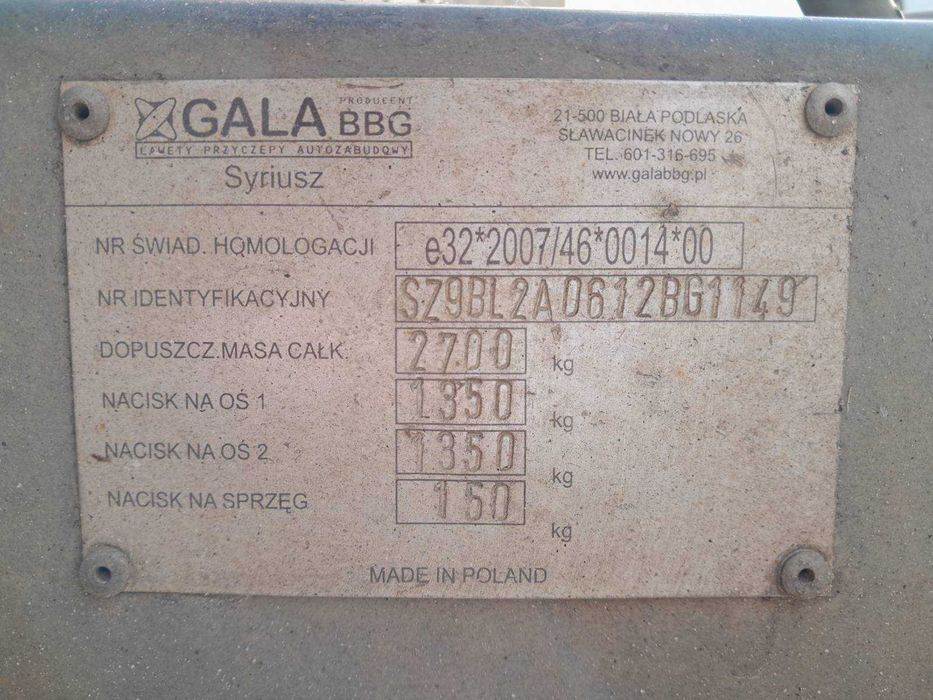 GALA
PRODUCENT
BBG
LAWETY PRZYCZEPY AUTOZABUDOWY
Syriusz
21-500 BIAŁA PODLASKA
SŁAWACINEK NOWY 26
TEL. 601-316-695
www.galabbg.pl
NR ŚWIAD. HOMOLOGACJI e32*2007/46*0014*00
NR IDENTYFIKACYJNY SZ9BL2A0612BG1149
DOPUSZCZ.MASA CAŁK. 2700 kg
NACISK NA OŚ 1 1350 kg
NACISK NA OŚ 2 1350 kg
NACISK NA SPRZĘG 150 kg
MADE IN POLAND